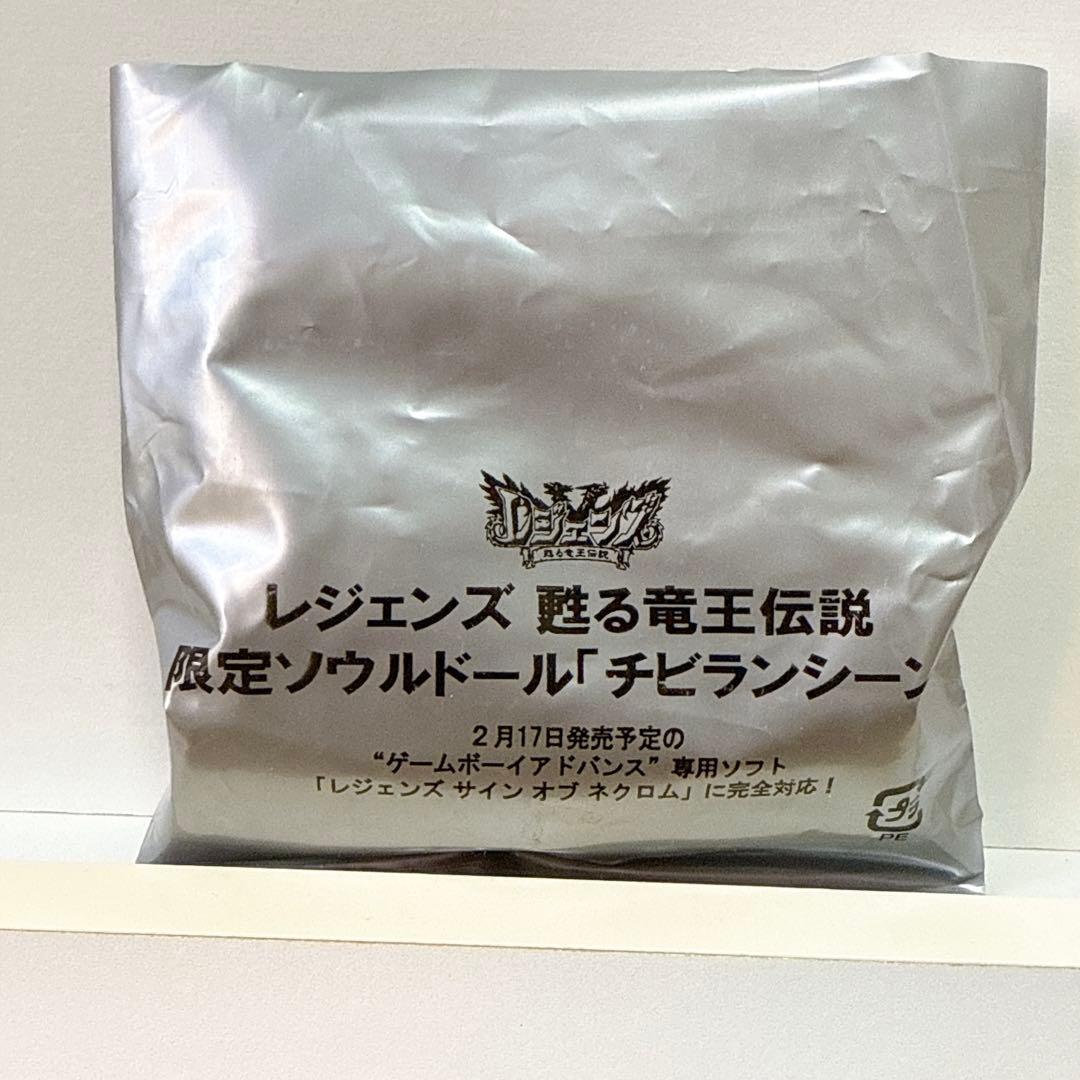 レジェンズ
甦る竜王伝説
レジェンズ 甦る竜王伝説
限定ソウルドール「チビランシーン
2月17日発売予定の
“ゲームボーイアドバンス”専用ソフト
「レジェンズ サイン オブ ネクロム」に完全対応！
プラ
PE